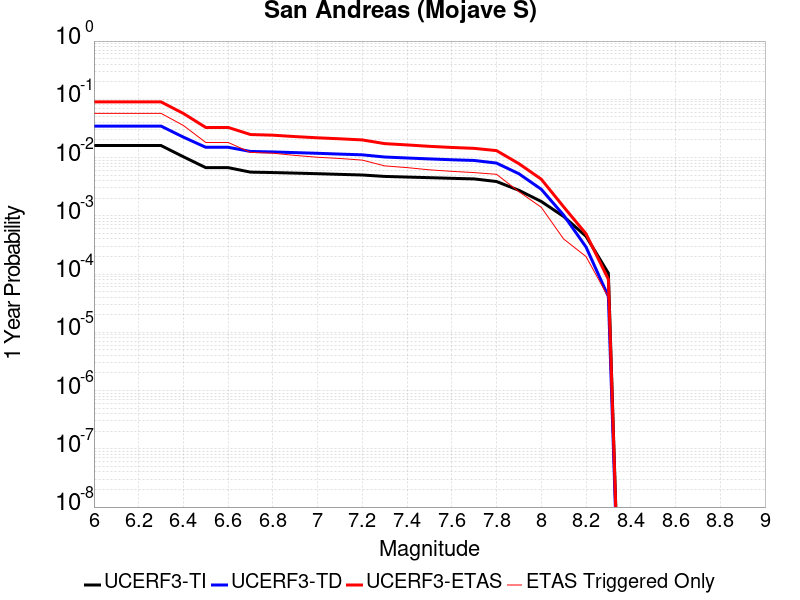 San Andreas (Mojave S)
10^0
10^-1
10^-2
10^-3
10^-4
10^-5
10^-6
10^-7
10^-8
1 Year Probability
6 6.2 6.4 6.6 6.8 7 7.2 7.4 7.6 7.8 8 8.2 8.4 8.6 8.8 9
Magnitude
UCERF3-TI UCERF3-TD UCERF3-ETAS ETAS Triggered Only